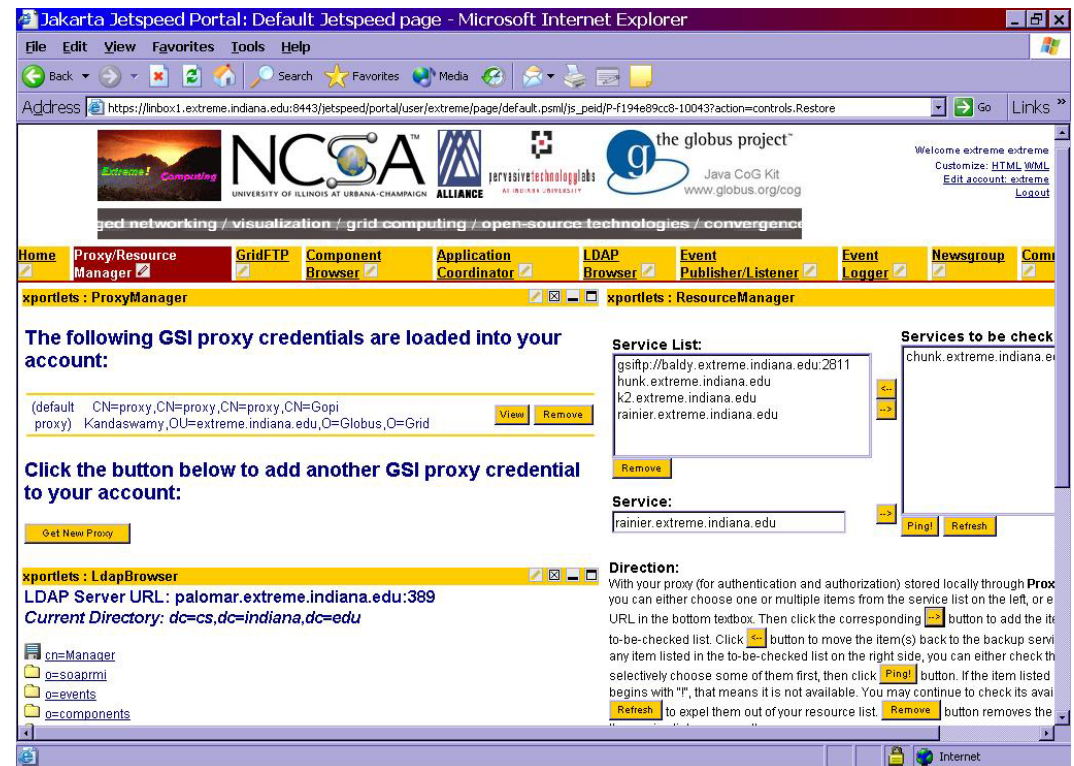 Jakarta Jetspeed Portal: Default Jetspeed page - Microsoft Internet Explorer
File Edit View Favorites Tools Help
Back Search Favorites Media
Address https://linbox1.extreme.indiana.edu:8443/jetspeed/portal/user/extreme/page/default.psml/js_peid/P-f194e89cc8-10043?action=controls.Restore Go Links »
Extreme! Computing
NCSA™
UNIVERSITY OF ILLINOIS AT URBANA-CHAMPAIGN
ALLIANCE
pervasivetechnologylabs
AT INDIANA UNIVERSITY
g
the globus project™
Java CoG Kit
www.globus.org/cog
Welcome extreme extreme
Customize: HTML WML
Edit account: extreme
Logout
ged networking / visualization / grid computing / open-source technologies / convergence
Home
Proxy/Resource
Manager
GridFTP
Component
Browser
Application
Coordinator
LDAP
Browser
Event
Publisher/Listener
Event
Logger
Newsgroup
Com
xportlets : ProxyManager
The following GSI proxy credentials are loaded into your
account:
(default CN=proxy,CN=proxy,CN=proxy,CN=Gopi
proxy) Kandaswamy,OU=extreme.indiana.edu,O=Globus,O=Grid
View Remove
Click the button below to add another GSI proxy credential
to your account:
Get New Proxy
xportlets : LdapBrowser
LDAP Server URL: palomar.extreme.indiana.edu:389
Current Directory: dc=cs,dc=indiana,dc=edu
cn=Manager
o=soaprmi
o=events
o=components
xportlets : ResourceManager
Service List:
gsiftp://baldy.extreme.indiana.edu:2811
hunk.extreme.indiana.edu
k2.extreme.indiana.edu
rainier.extreme.indiana.edu
<--
-->
Remove
Services to be check
chunk.extreme.indiana.e
Service:
rainier.extreme.indiana.edu
-->
Ping! Refresh
Direction:
With your proxy (for authentication and authorization) stored locally through Prox
you can either choose one or multiple items from the service list on the left, or e
URL in the bottom textbox. Then click the corresponding --> button to add the ite
to-be-checked list. Click <-- button to move the item(s) back to the backup servi
any item listed in the to-be-checked list on the right side, you can either check th
selectively choose some of them first, then click Ping! button. If the item listed
begins with "!", that means it is not available. You may continue to check its avai
Refresh to expel them out of your resource list. Remove button removes the
Internet